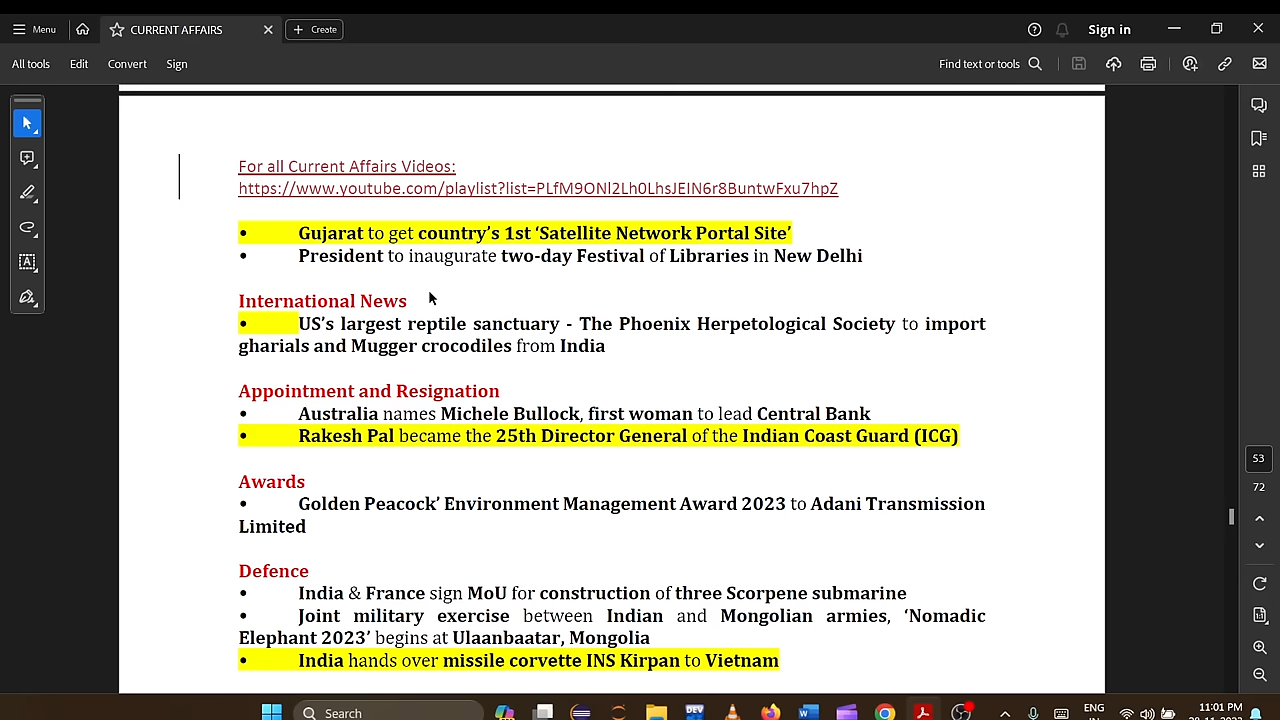 Menu
CURRENT AFFAIRS
Create
Sign in
All tools
Edit
Convert
Sign
Find text or tools
For all Current Affairs Videos:
https://www.youtube.com/playlist?list=PLfM9ONl2Lh0LhsJEIN6r8BuntwFxu7hpZ
• Gujarat to get country's 1st 'Satellite Network Portal Site'
• President to inaugurate two-day Festival of Libraries in New Delhi
International News
• US's largest reptile sanctuary - The Phoenix Herpetological Society to import
gharials and Mugger crocodiles from India
Appointment and Resignation
• Australia names Michele Bullock, first woman to lead Central Bank
• Rakesh Pal became the 25th Director General of the Indian Coast Guard (ICG)
Awards
• Golden Peacock' Environment Management Award 2023 to Adani Transmission
Limited
Defence
• India & France sign MoU for construction of three Scorpene submarine
• Joint military exercise between Indian and Mongolian armies, 'Nomadic
Elephant 2023' begins at Ulaanbaatar, Mongolia
• India hands over missile corvette INS Kirpan to Vietnam
53
72
Search
DEV
ENG
11:01 PM